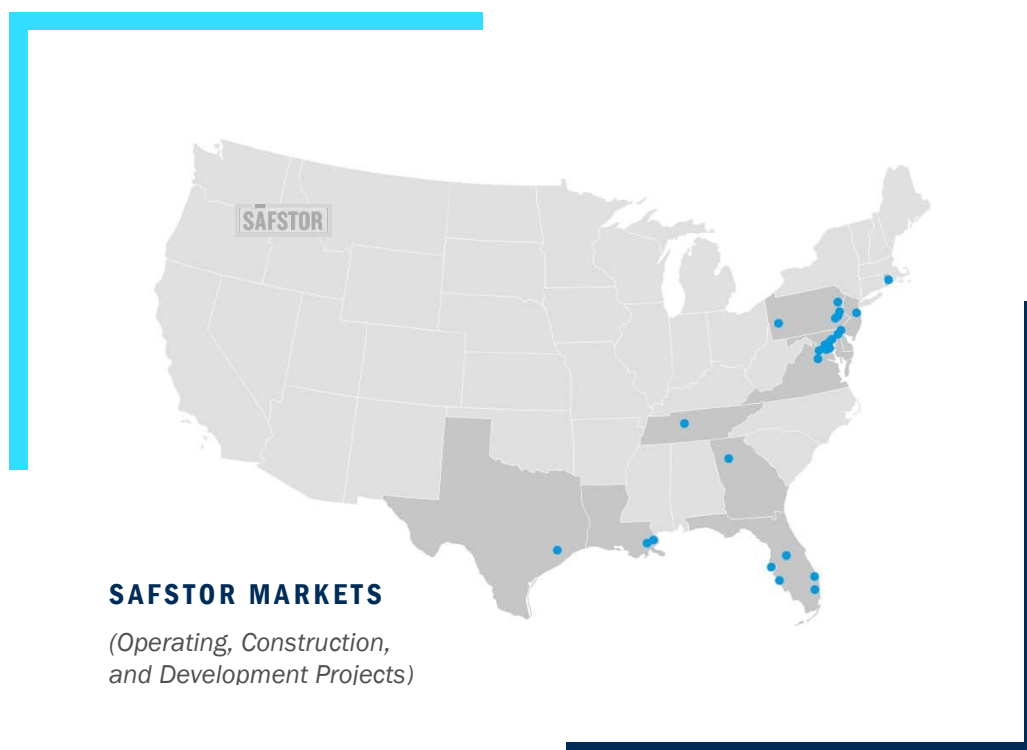 SAFSTOR
SAFSTOR MARKETS
(Operating, Construction,
and Development Projects)